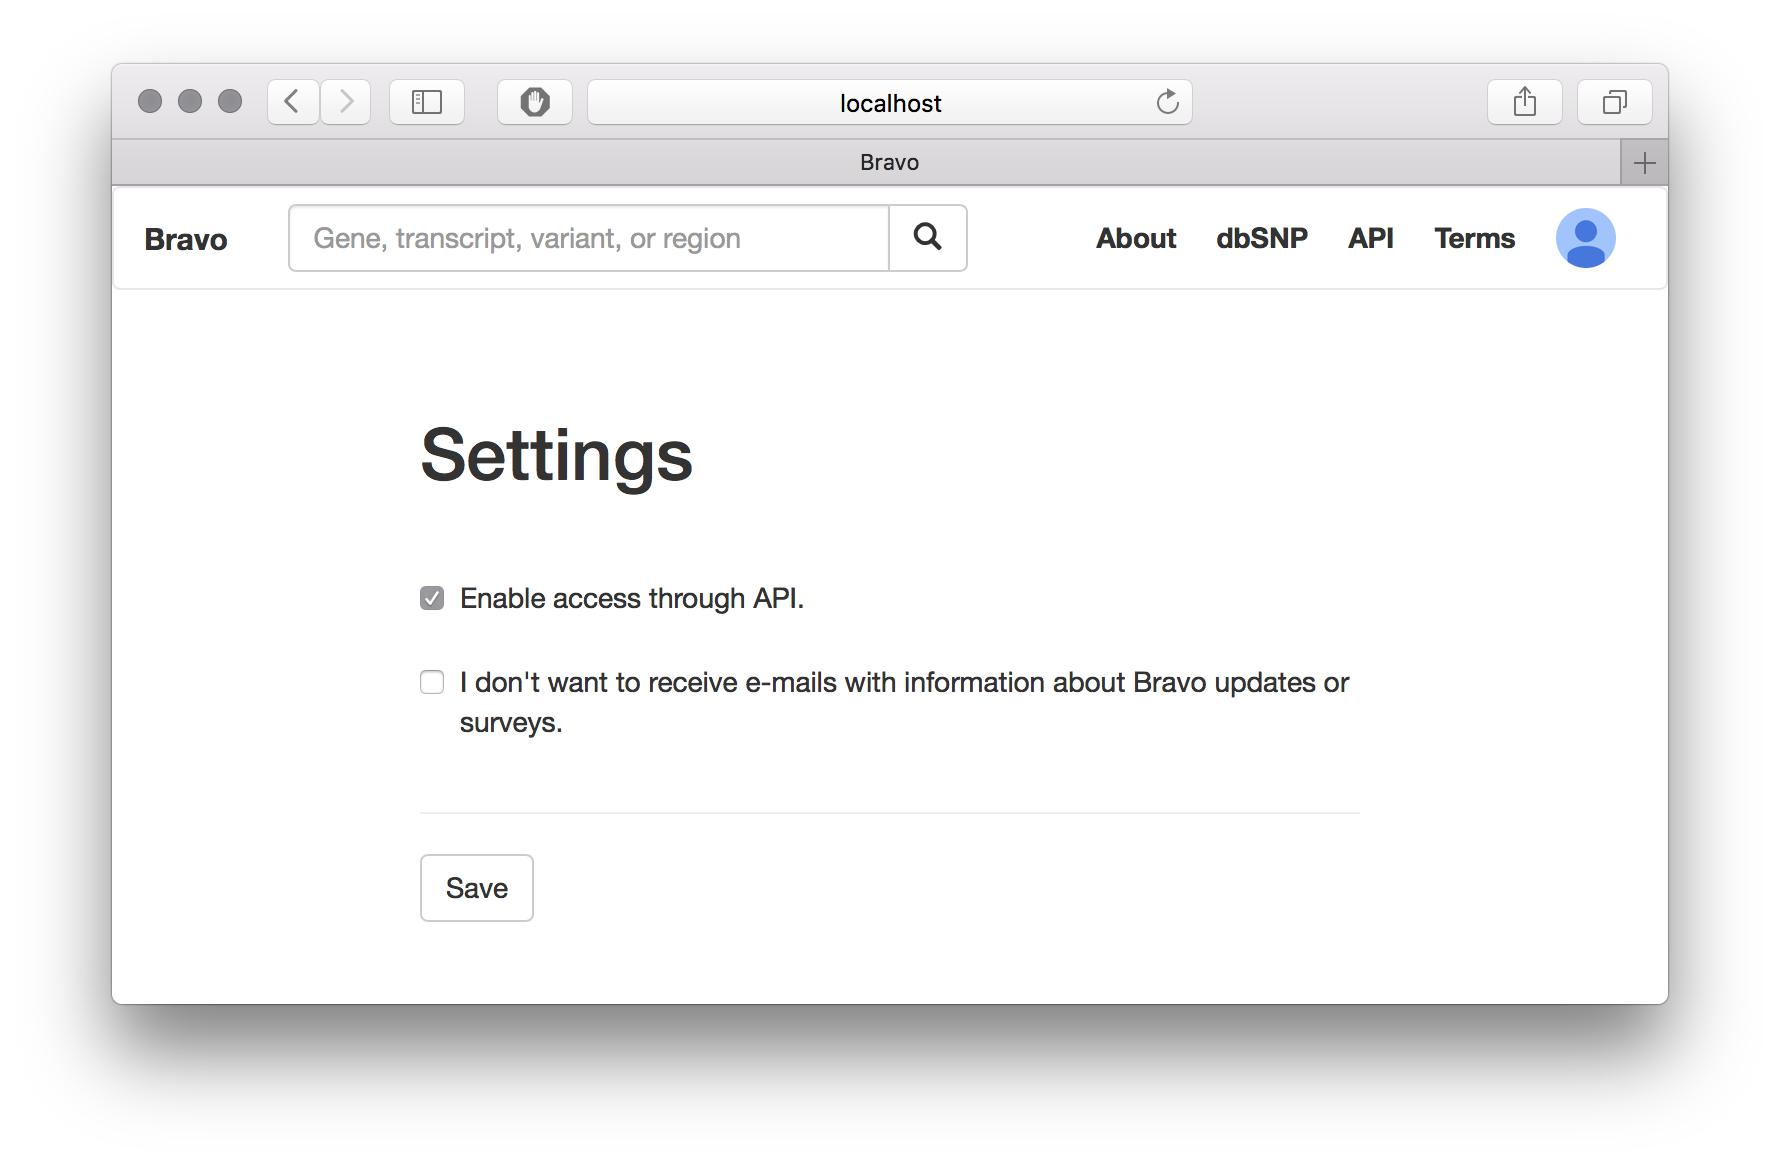 localhost
Bravo
Bravo
Gene, transcript, variant, or region
About
dbSNP
API
Terms
Settings
Enable access through API.
I don't want to receive e-mails with information about Bravo updates or
surveys.
Save